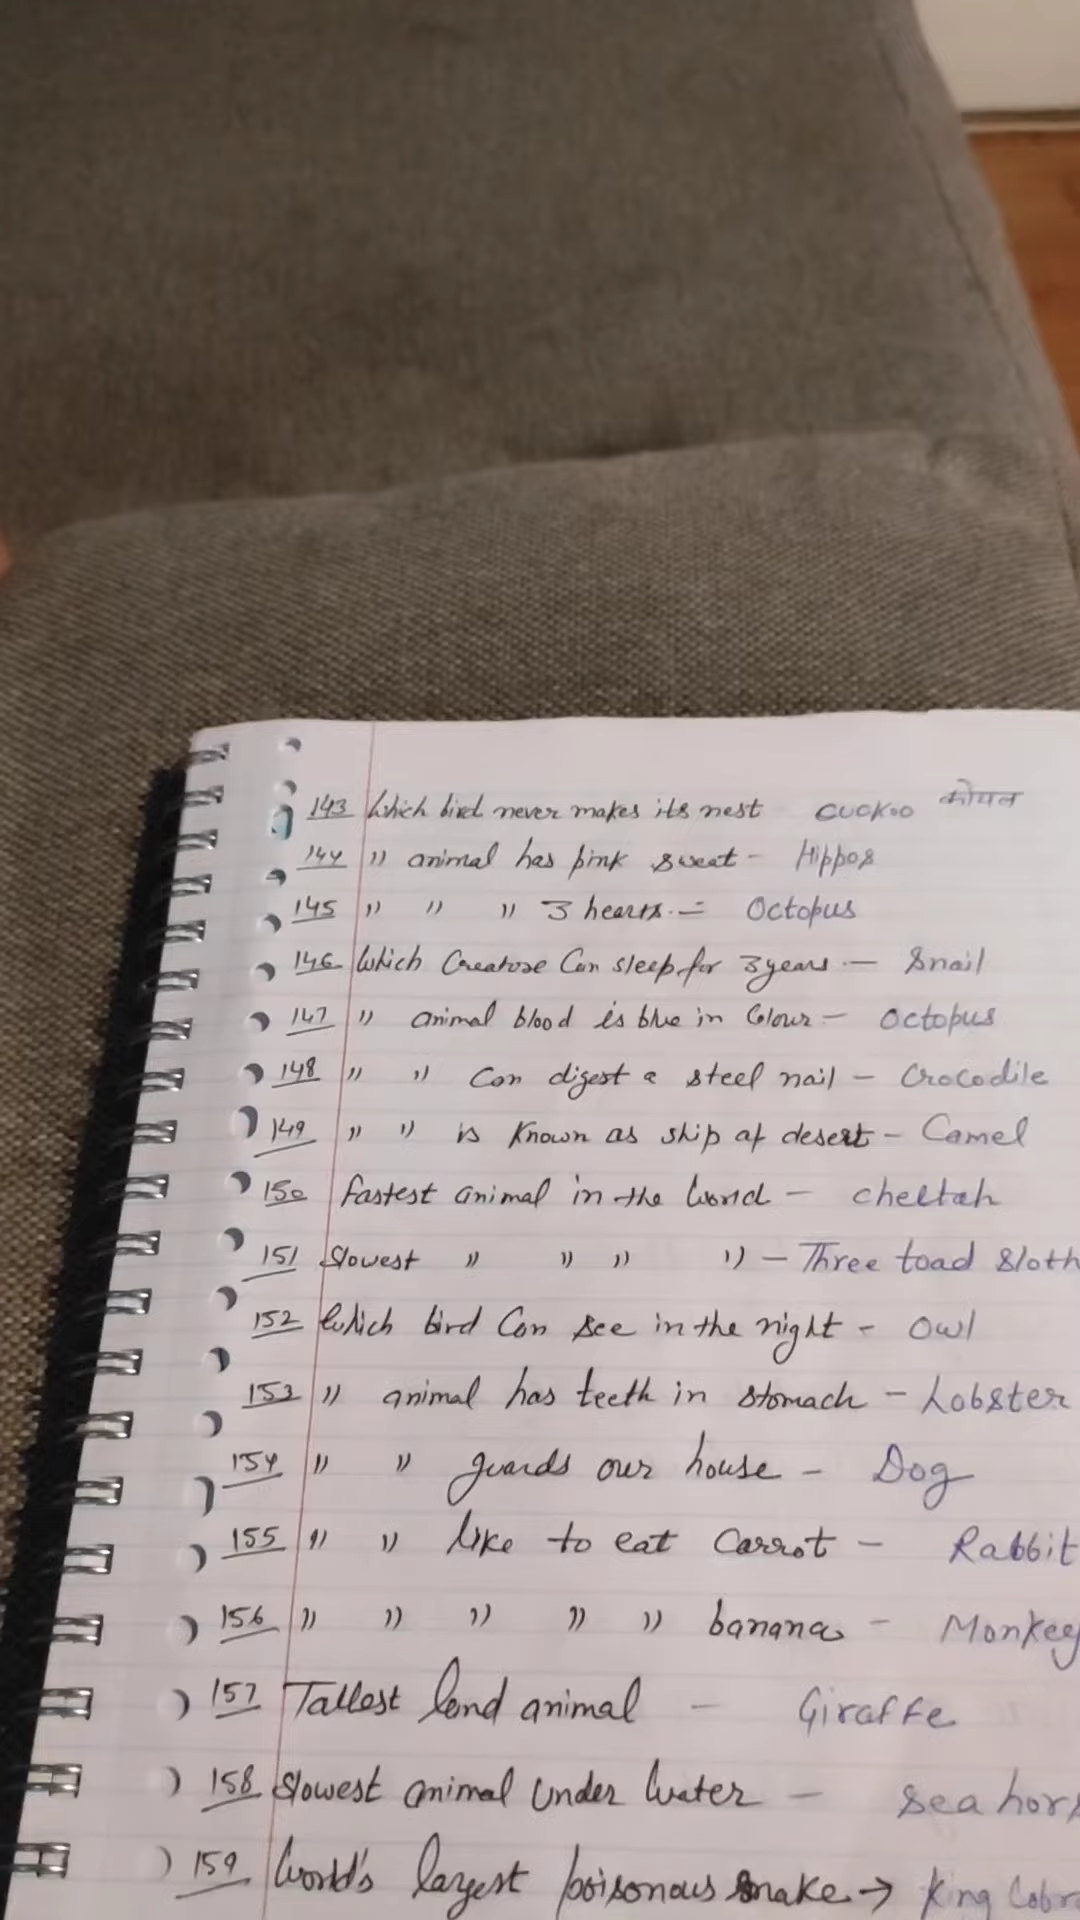 143 Which bird never makes its nest - Cuckoo कोयल
144 " animal has pink sweat - Hippos
145 " " " 3 hearts. = Octopus
146 Which Creature Can sleep for 3 years - Snail
147 " animal blood is blue in Colour - Octopus
148 " " Can digest a steel nail - Crocodile
149 " " is known as ship of desert - Camel
150 fastest animal in the world - cheetah
151 Slowest " " " " - Three toad Sloth
152 Which bird Can see in the night - Owl
153 " animal has teeth in stomach - Lobster
154 " " guards our house - Dog
155 " " like to eat Carrot - Rabbit
156 " " " " " banana - Monkey
157 Tallest land animal - Giraffe
158 Slowest animal Under Water - Sea hors
159 World's largest poisonous snake → King Cobra